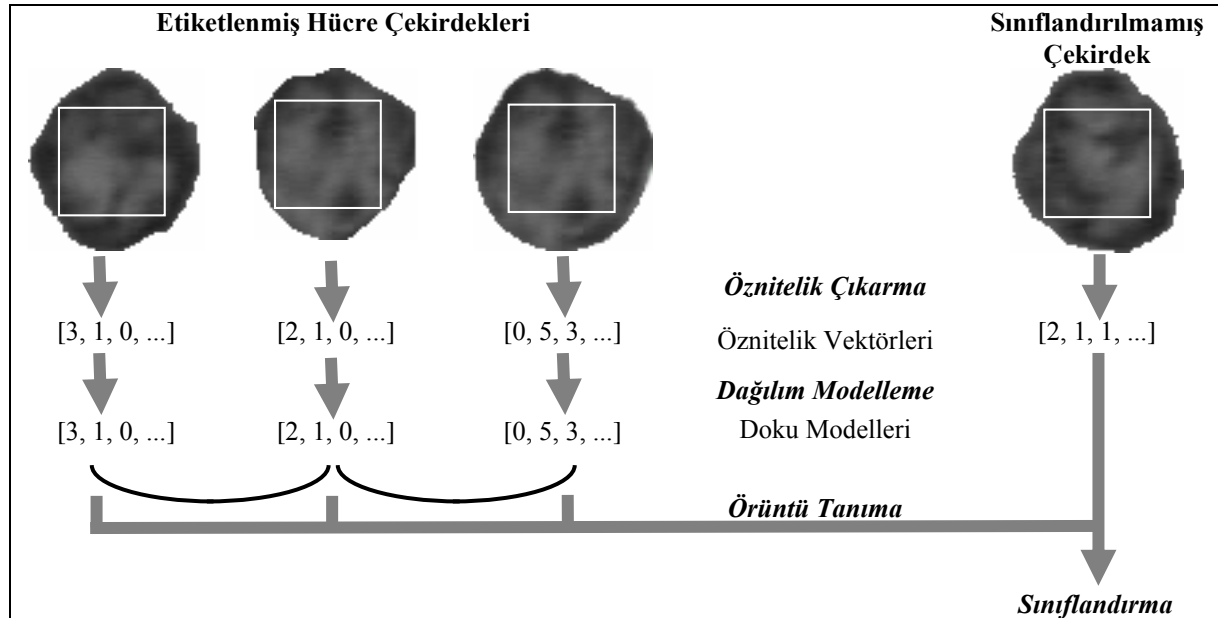 Etiketlenmiş Hücre Çekirdekleri
Sınıflandırılmamış
Çekirdek
Öznitelik Çıkarma
[3, 1, 0, ...] [2, 1, 0, ...] [0, 5, 3, ...] Öznitelik Vektörleri [2, 1, 1, ...]
Dağılım Modelleme
[3, 1, 0, ...] [2, 1, 0, ...] [0, 5, 3, ...] Doku Modelleri
Örüntü Tanıma
Sınıflandırma